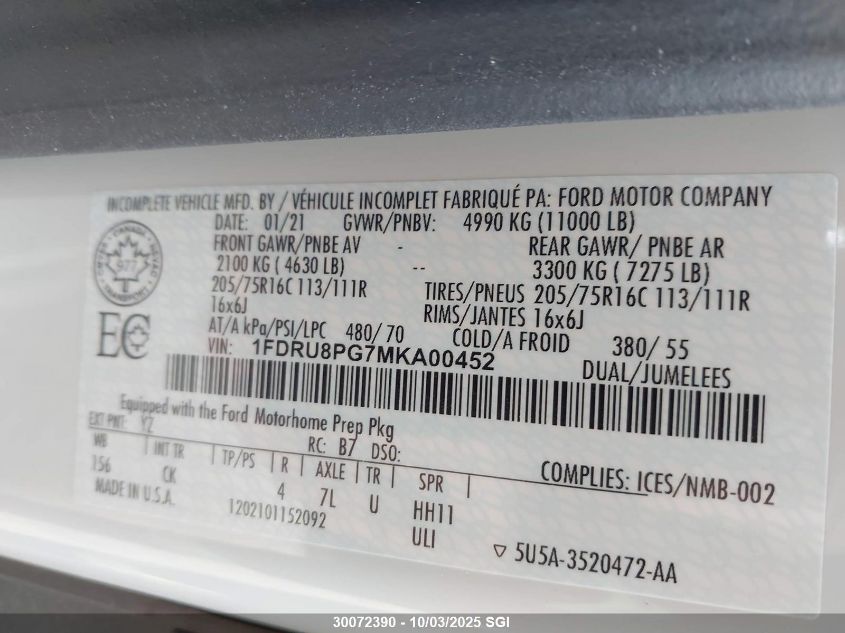 INCOMPLETE VEHICLE MFD. BY / VÉHICULE INCOMPLET FABRIQUÉ PA: FORD MOTOR COMPANY
DATE: 01/21 GVWR/PNBV: 4990 KG (11000 LB)
FRONT GAWR/PNBE AV - REAR GAWR/ PNBE AR
2100 KG ( 4630 LB) -- 3300 KG ( 7275 LB)
205/75R16C 113/111R TIRES/PNEUS 205/75R16C 113/111R
16x6J RIMS/JANTES 16x6J
AT/A kPa/PSI/LPC 480/ 70 COLD/A FROID 380/ 55
VIN: 1FDRU8PG7MKA00452 DUAL/JUMELEES
CANADA
977
TRANSPORT
EC
Equipped with the Ford Motorhome Prep Pkg
EXT PNT: YZ RC: B7 DSO:
WB INT TR TP/PS R AXLE TR SPR COMPLIES: ICES/NMB-002
156 CK 4 7L U HH11
MADE IN U.S.A. 1202101152092 ULI 5U5A-3520472-AA
30072390 - 10/03/2025 SGI